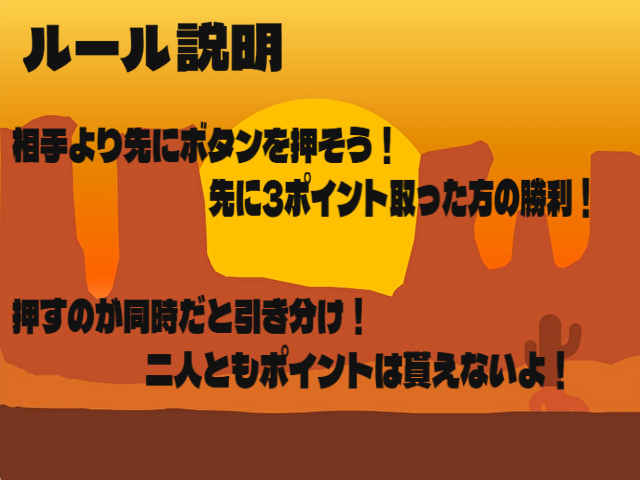 ルール説明
相手より先にボタンを押そう！
先に3ポイント取った方の勝利！
押すのが同時だと引き分け！
二人ともポイントは貰えないよ！